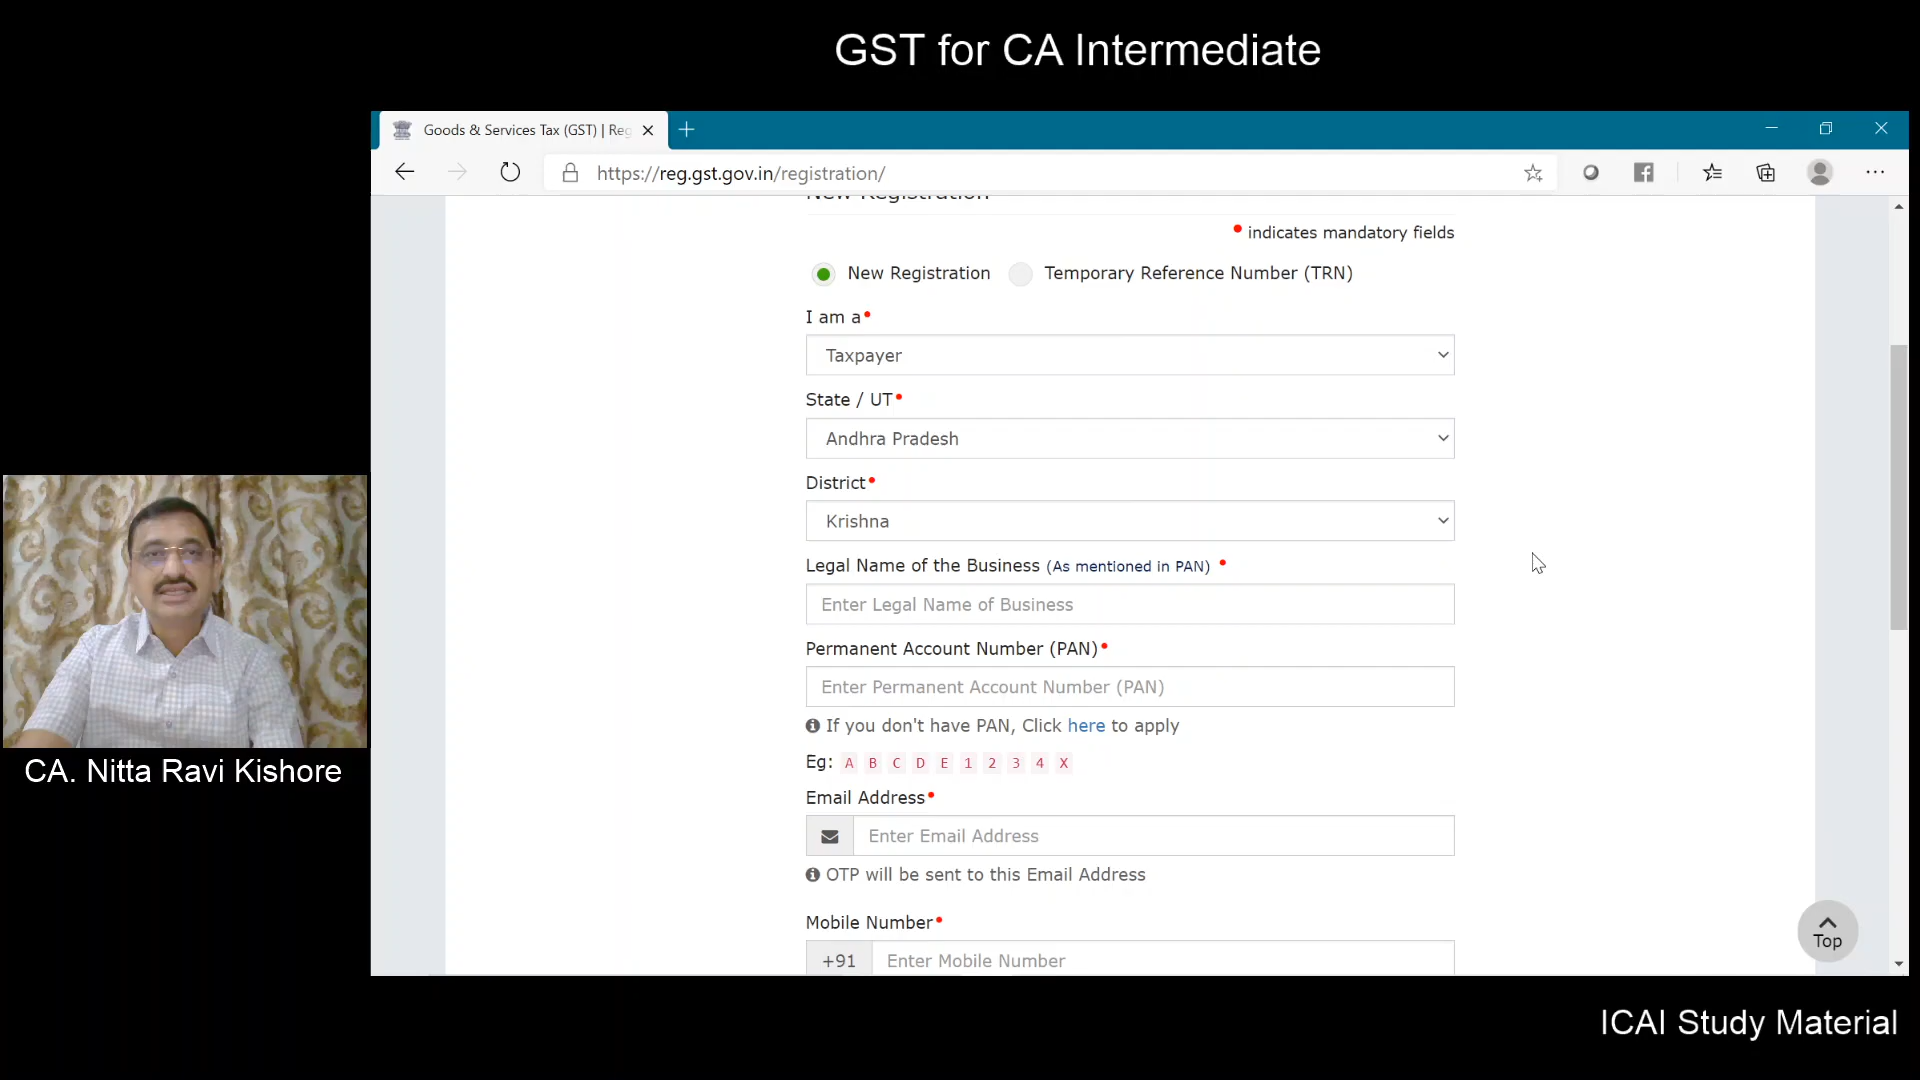 GST for CA Intermediate
Goods & Services Tax (GST) | Reg
https://reg.gst.gov.in/registration/
New Registration
• indicates mandatory fields
New Registration Temporary Reference Number (TRN)
I am a•
Taxpayer
State / UT•
Andhra Pradesh
District•
Krishna
Legal Name of the Business (As mentioned in PAN) •
Enter Legal Name of Business
Permanent Account Number (PAN)•
Enter Permanent Account Number (PAN)
If you don't have PAN, Click here to apply
Eg: A B C D E 1 2 3 4 X
Email Address•
Enter Email Address
OTP will be sent to this Email Address
Mobile Number•
+91 Enter Mobile Number
Top
CA. Nitta Ravi Kishore
ICAI Study Material